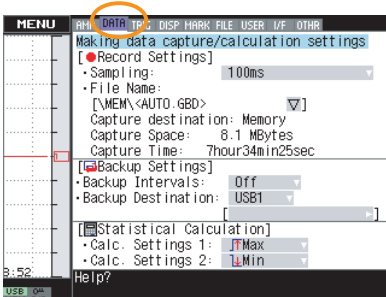 MENU
AMP DATA TRIG DISP MARK FILE USER I/F OTHR
Making data capture/calculation settings
[●Record Settings]
・Sampling: 100ms
・File Name:
[\MEM\<AUTO.GBD> ▽]
Capture destination: Memory
Capture Space: 8.1 MBytes
Capture Time: 7hour34min25sec
[Backup Settings]
・Backup Intervals: Off
・Backup Destination: USB1
[ ]
[Statistical Calculation]
・Calc. Settings 1: Max
・Calc. Settings 2: Min
3:52
Help?
USB